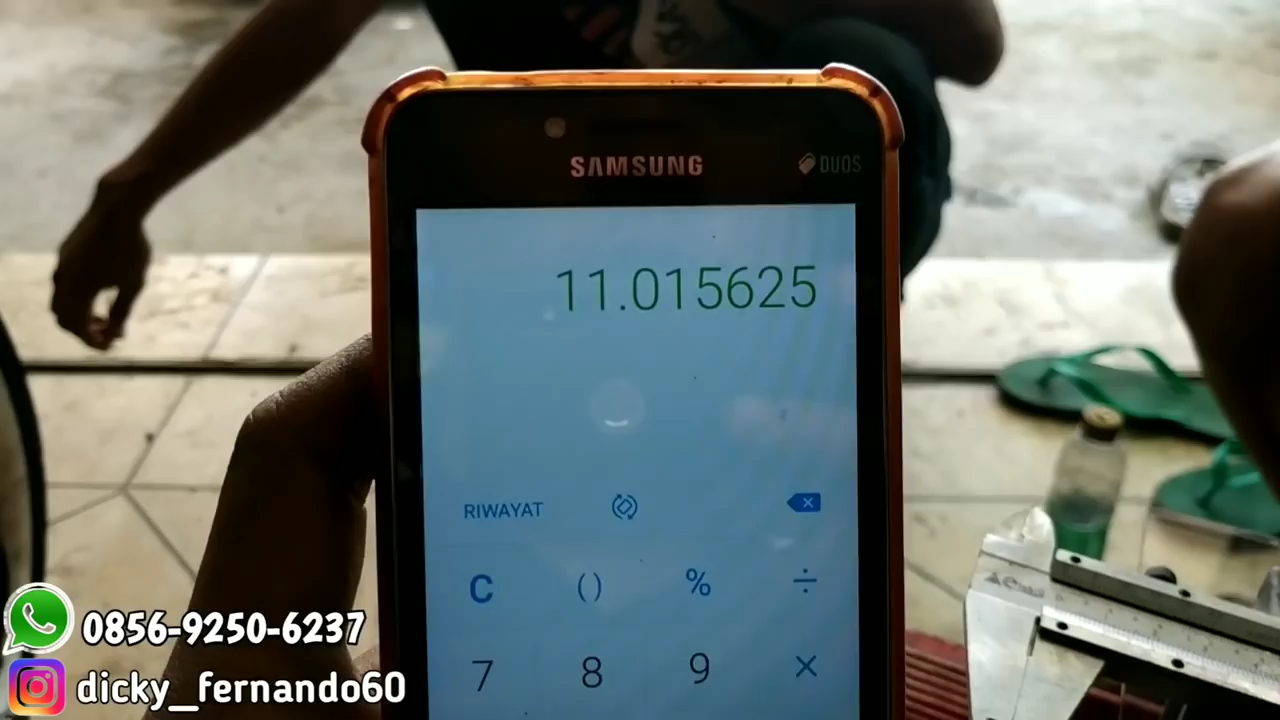 SAMSUNG
DUOS
11.015625
RIWAYAT
C () % ÷
7 8 9 ×
0856-9250-6237
dicky_fernando60